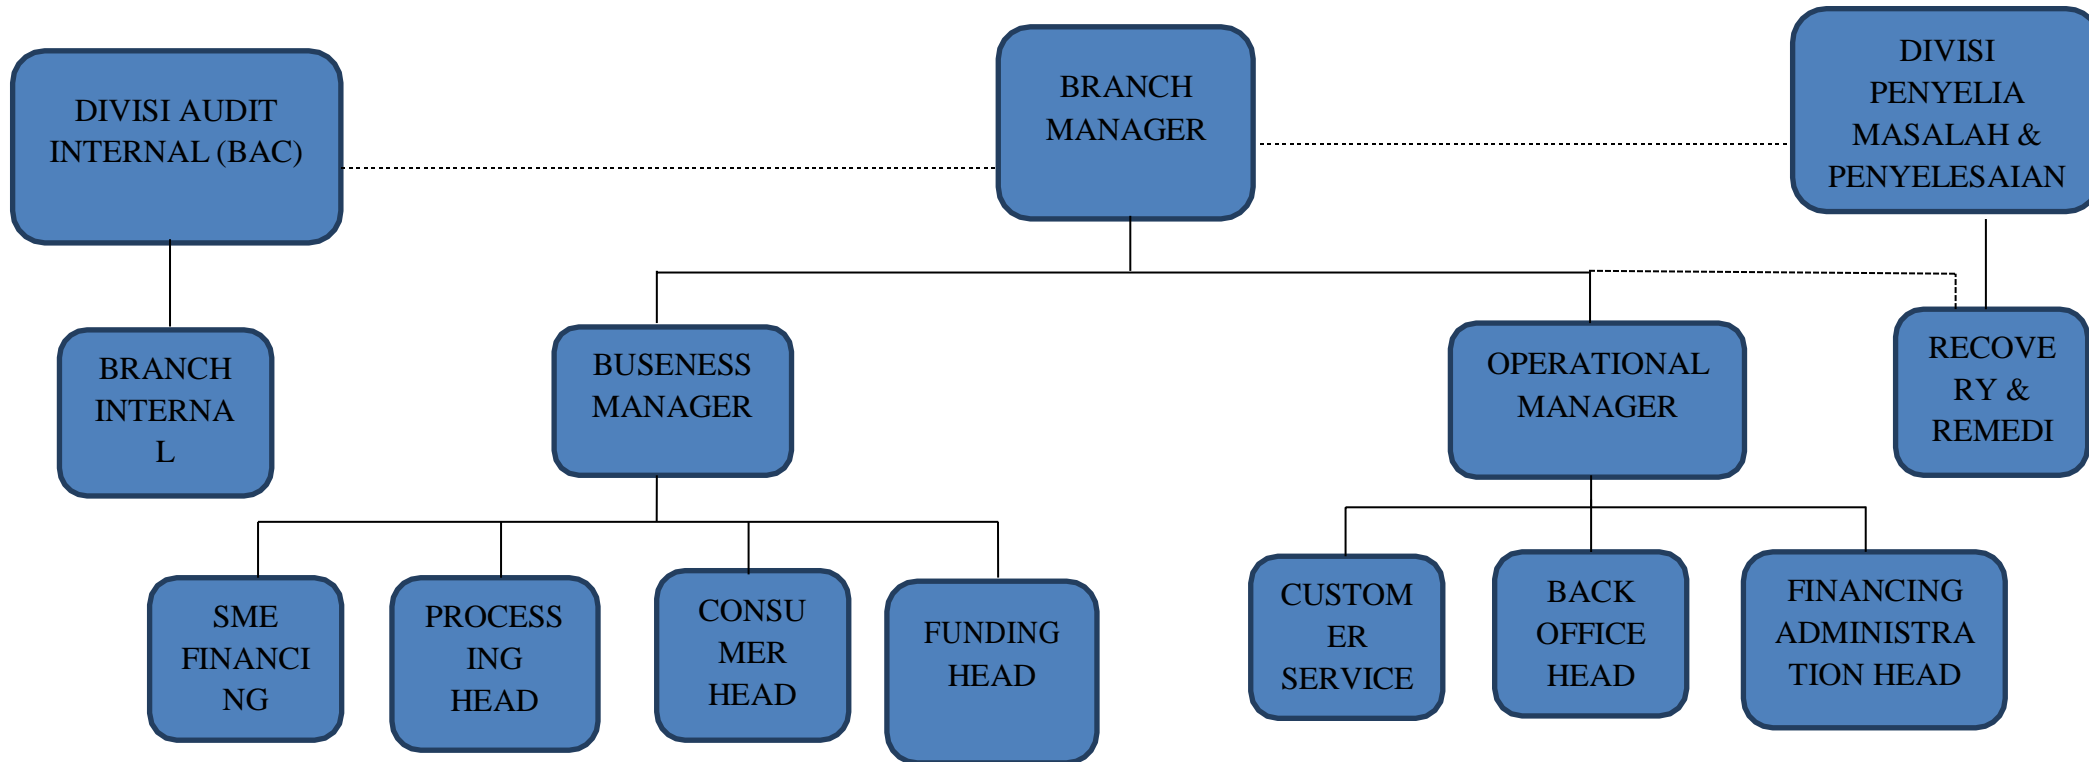 DIVISI AUDIT
INTERNAL (BAC)
BRANCH
MANAGER
DIVISI
PENYELIA
MASALAH &
PENYELESAIAN
BRANCH
INTERNA
L
BUSENESS
MANAGER
OPERATIONAL
MANAGER
RECOVE
RY &
REMEDI
SME
FINANCI
NG
PROCESS
ING
HEAD
CONSU
MER
HEAD
FUNDING
HEAD
CUSTOM
ER
SERVICE
BACK
OFFICE
HEAD
FINANCING
ADMINISTRA
TION HEAD